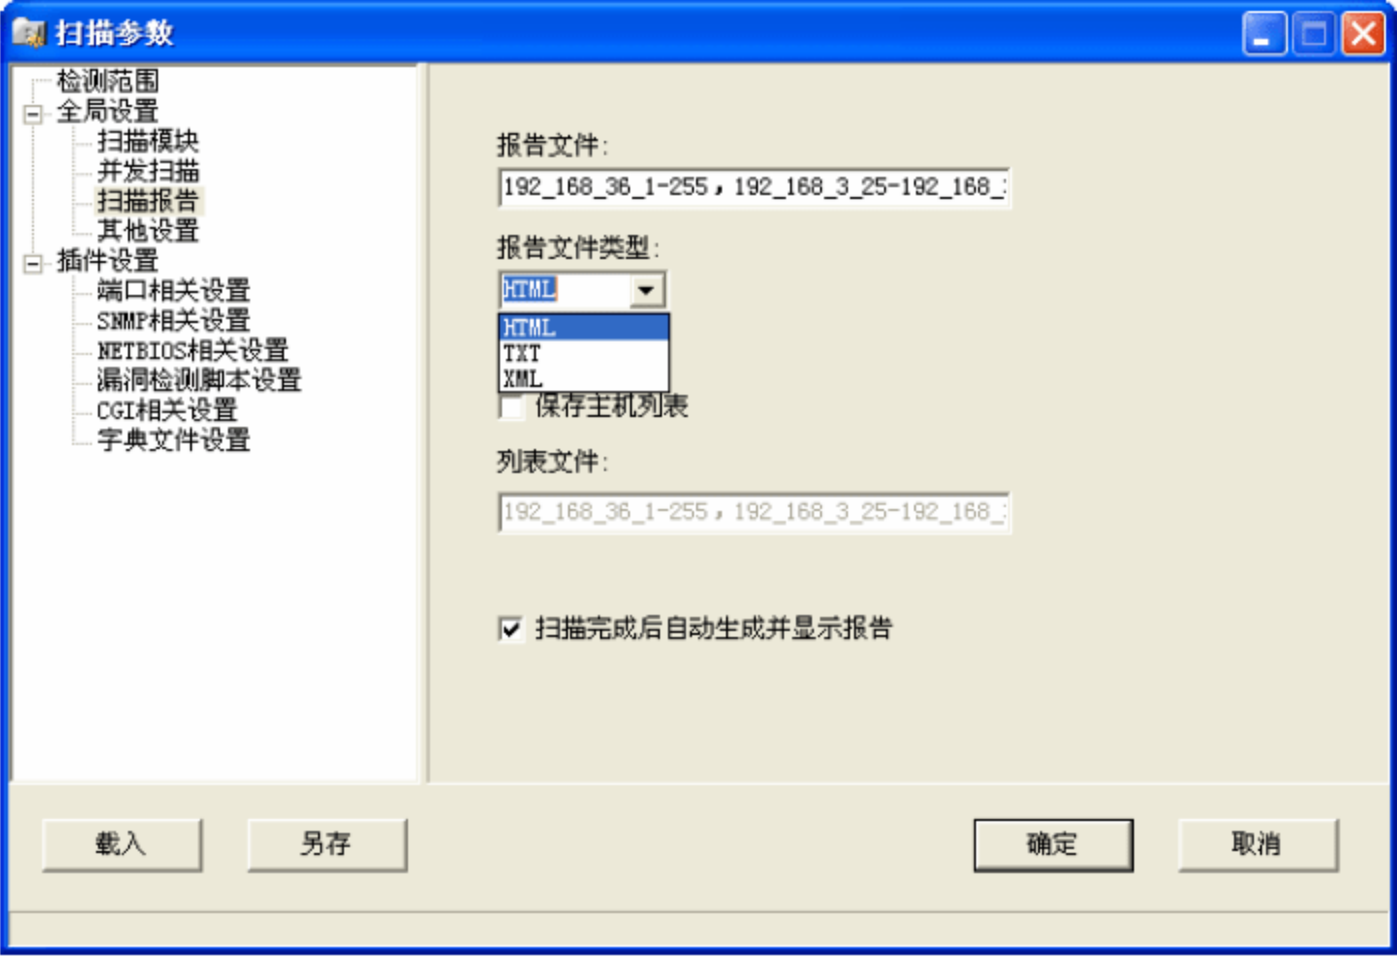 扫描参数
检测范围
全局设置
扫描模块
并发扫描
扫描报告
其他设置
插件设置
端口相关设置
SNMP相关设置
NETBIOS相关设置
漏洞检测脚本设置
CGI相关设置
字典文件设置
报告文件:
192_168_36_1-255,192_168_3_25-192_168_
报告文件类型:
HTML
HTML
TXT
XML
保存主机列表
列表文件:
192_168_36_1-255,192_168_3_25-192_168_
扫描完成后自动生成并显示报告
载入
另存
确定
取消